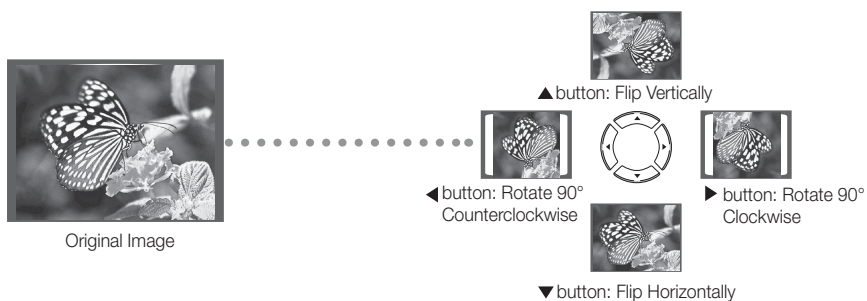 ▲ button: Flip Vertically
◀ button: Rotate 90°
Counterclockwise
▶ button: Rotate 90°
Clockwise
Original Image
▼ button: Flip Horizontally